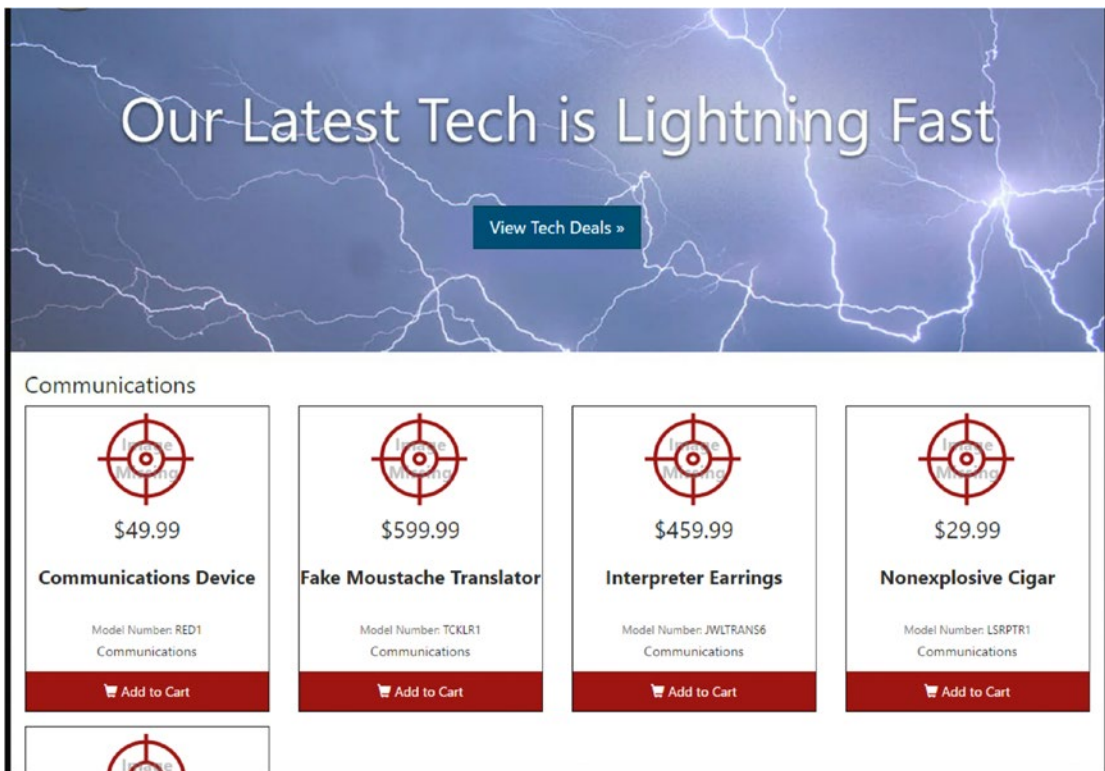 Our Latest Tech is Lightning Fast
View Tech Deals »
Communications
Image Missing
$49.99
Communications Device
Model Number: RED1
Communications
Add to Cart
Image Missing
$599.99
Fake Moustache Translator
Model Number: TCKLR1
Communications
Add to Cart
Image Missing
$459.99
Interpreter Earrings
Model Number: JWLTRANS6
Communications
Add to Cart
Image Missing
$29.99
Nonexplosive Cigar
Model Number: LSRPTR1
Communications
Add to Cart
Image